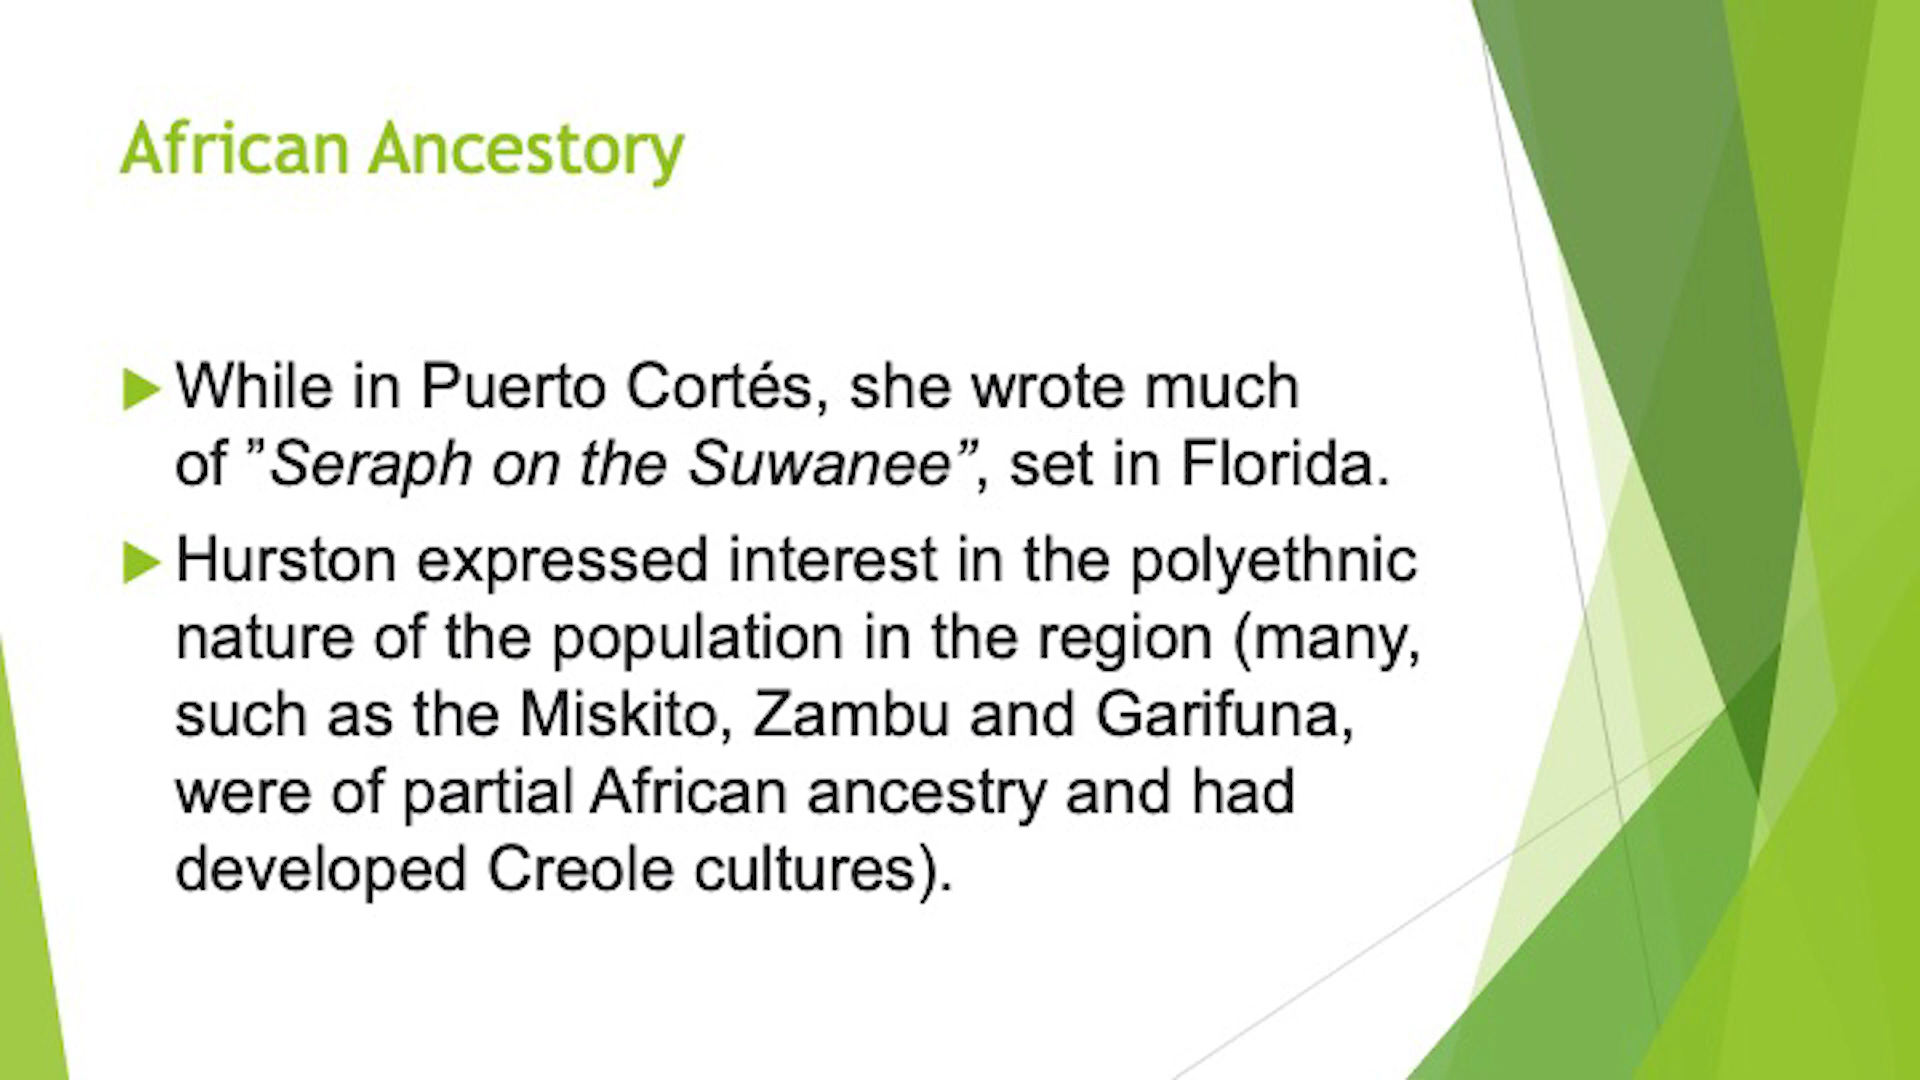 African Ancestory
While in Puerto Cortés, she wrote much
of ”Seraph on the Suwanee”, set in Florida.
Hurston expressed interest in the polyethnic
nature of the population in the region (many,
such as the Miskito, Zambu and Garifuna,
were of partial African ancestry and had
developed Creole cultures).